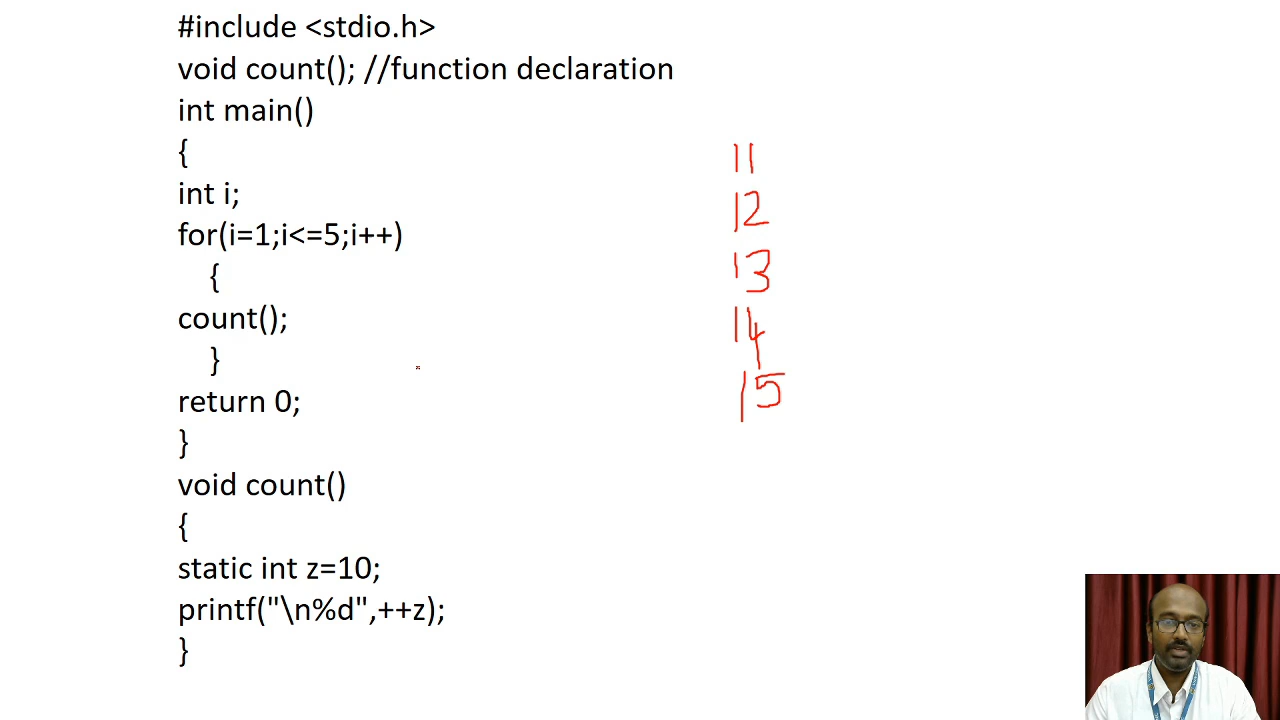 #include <stdio.h>
void count(); //function declaration
int main()
{
int i;
for(i=1;i<=5;i++)
{
count();
}
return 0;
}
void count()
{
static int z=10;
printf("\n%d",++z);
}
11
12
13
14
15